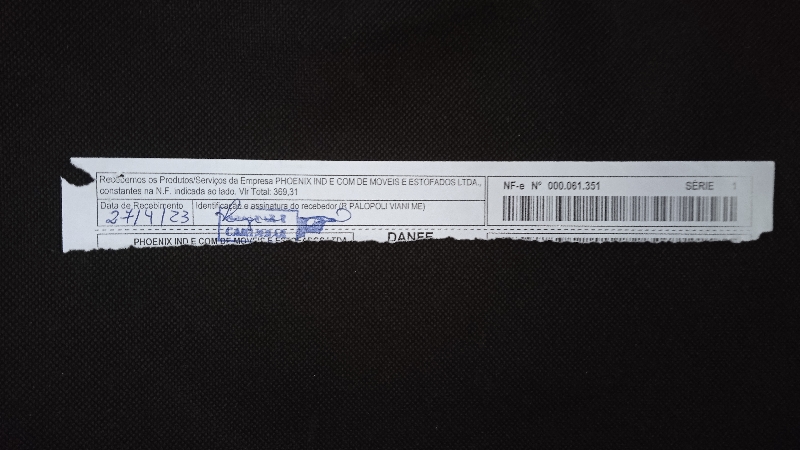 Recebemos os Produtos/Serviços da Empresa PHOENIX IND E COM DE MOVEIS E ESTOFADOS LTDA.,
constantes na N.F. indicada ao lado. Vlr Total: 369,31
NF-e Nº 000.061.351 SÉRIE 1
Data de Recebimento Identificação e assinatura do recebedor (R PALOPOLI VIANI ME)
27/4/23
PHOENIX IND E COM DE MOVEIS E ESTOFADOS LTDA
DANFE